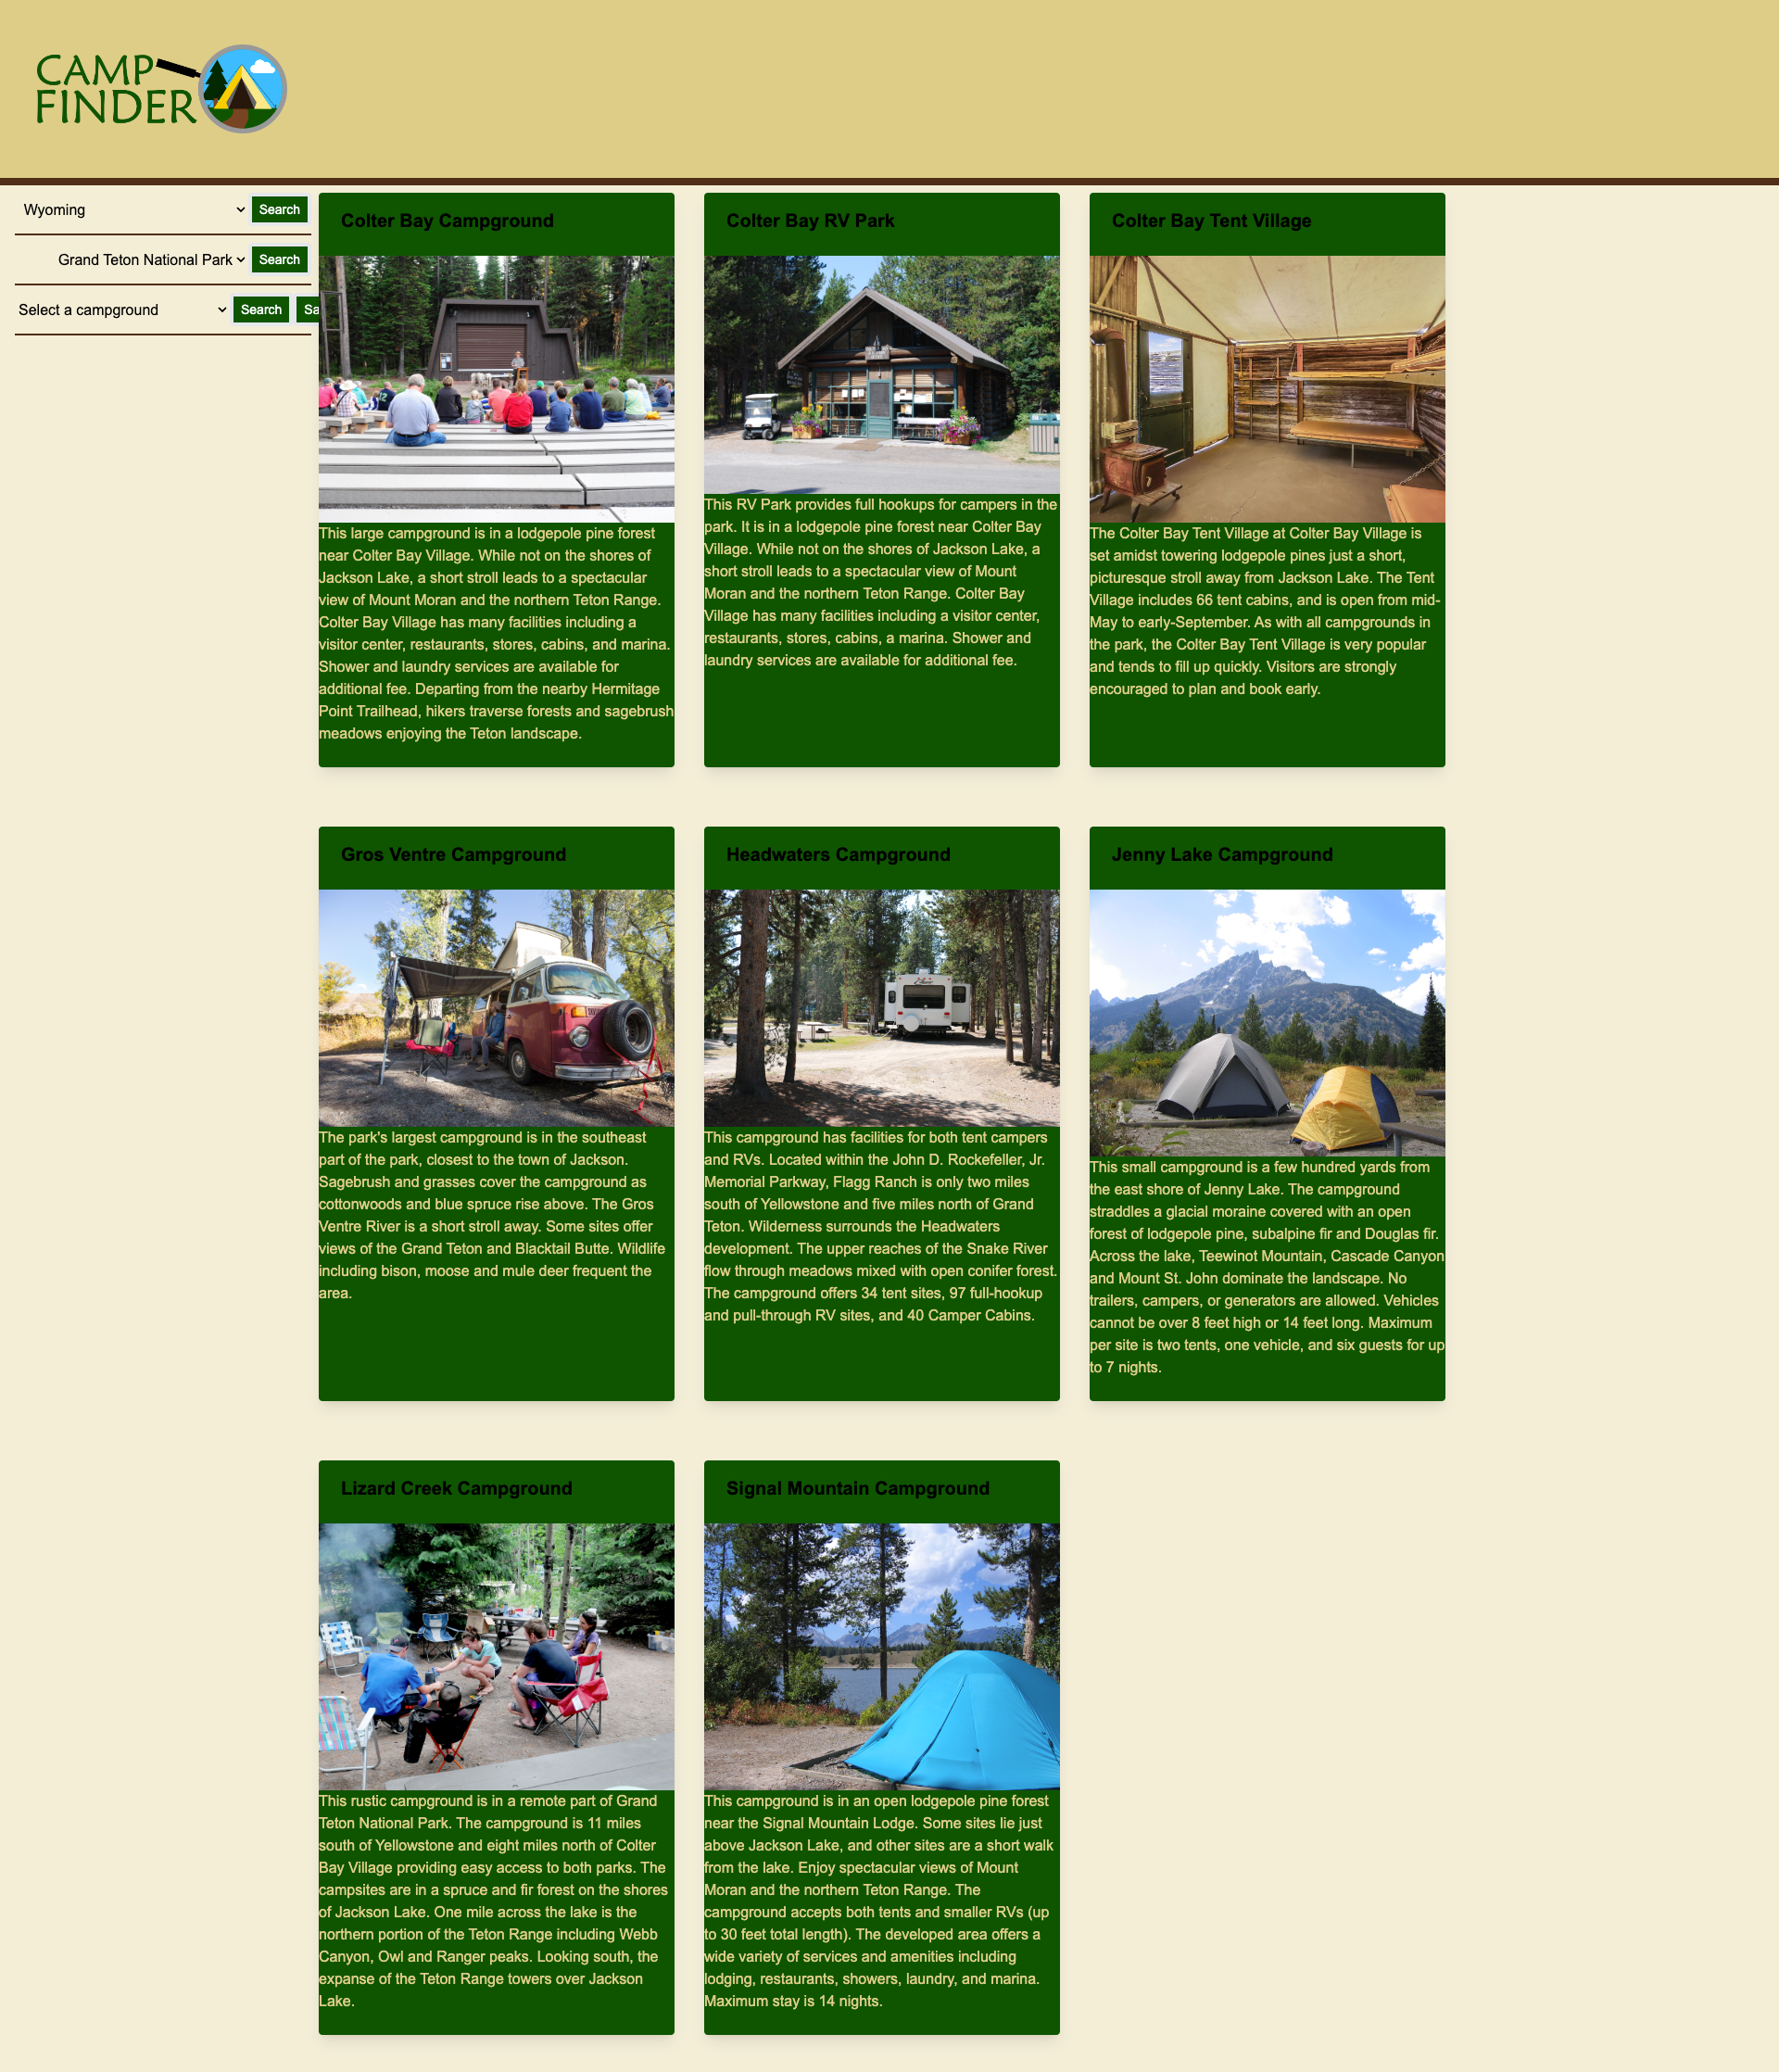 CAMP
FINDER
Wyoming
Search
Grand Teton National Park
Search
Select a campground
Search
Colter Bay Campground
This large campground is in a lodgepole pine forest
near Colter Bay Village. While not on the shores of
Jackson Lake, a short stroll leads to a spectacular
view of Mount Moran and the northern Teton Range.
Colter Bay Village has many facilities including a
visitor center, restaurants, stores, cabins, and marina.
Shower and laundry services are available for
additional fee. Departing from the nearby Hermitage
Point Trailhead, hikers traverse forests and sagebrush
meadows enjoying the Teton landscape.
Colter Bay RV Park
This RV Park provides full hookups for campers in the
park. It is in a lodgepole pine forest near Colter Bay
Village. While not on the shores of Jackson Lake, a
short stroll leads to a spectacular view of Mount
Moran and the northern Teton Range. Colter Bay
Village has many facilities including a visitor center,
restaurants, stores, cabins, a marina. Shower and
laundry services are available for additional fee.
Colter Bay Tent Village
The Colter Bay Tent Village at Colter Bay Village is
set amidst towering lodgepole pines just a short,
picturesque stroll away from Jackson Lake. The Tent
Village includes 66 tent cabins, and is open from mid-
May to early-September. As with all campgrounds in
the park, the Colter Bay Tent Village is very popular
and tends to fill up quickly. Visitors are strongly
encouraged to plan and book early.
Gros Ventre Campground
The park's largest campground is in the southeast
part of the park, closest to the town of Jackson.
Sagebrush and grasses cover the campground as
cottonwoods and blue spruce rise above. The Gros
Ventre River is a short stroll away. Some sites offer
views of the Grand Teton and Blacktail Butte. Wildlife
including bison, moose and mule deer frequent the
area.
Headwaters Campground
This campground has facilities for both tent campers
and RVs. Located within the John D. Rockefeller, Jr.
Memorial Parkway, Flagg Ranch is only two miles
south of Yellowstone and five miles north of Grand
Teton. Wilderness surrounds the Headwaters
development. The upper reaches of the Snake River
flow through meadows mixed with open conifer forest.
The campground offers 34 tent sites, 97 full-hookup
and pull-through RV sites, and 40 Camper Cabins.
Jenny Lake Campground
This small campground is a few hundred yards from
the east shore of Jenny Lake. The campground
straddles a glacial moraine covered with an open
forest of lodgepole pine, subalpine fir and Douglas fir.
Across the lake, Teewinot Mountain, Cascade Canyon
and Mount St. John dominate the landscape. No
trailers, campers, or generators are allowed. Vehicles
cannot be over 8 feet high or 14 feet long. Maximum
per site is two tents, one vehicle, and six guests for up
to 7 nights.
Lizard Creek Campground
This rustic campground is in a remote part of Grand
Teton National Park. The campground is 11 miles
south of Yellowstone and eight miles north of Colter
Bay Village providing easy access to both parks. The
campsites are in a spruce and fir forest on the shores
of Jackson Lake. One mile across the lake is the
northern portion of the Teton Range including Webb
Canyon, Owl and Ranger peaks. Looking south, the
expanse of the Teton Range towers over Jackson
Lake.
Signal Mountain Campground
This campground is in an open lodgepole pine forest
near the Signal Mountain Lodge. Some sites lie just
above Jackson Lake, and other sites are a short walk
from the lake. Enjoy spectacular views of Mount
Moran and the northern Teton Range. The
campground accepts both tents and smaller RVs (up
to 30 feet total length). The developed area offers a
wide variety of services and amenities including
lodging, restaurants, showers, laundry, and marina.
Maximum stay is 14 nights.